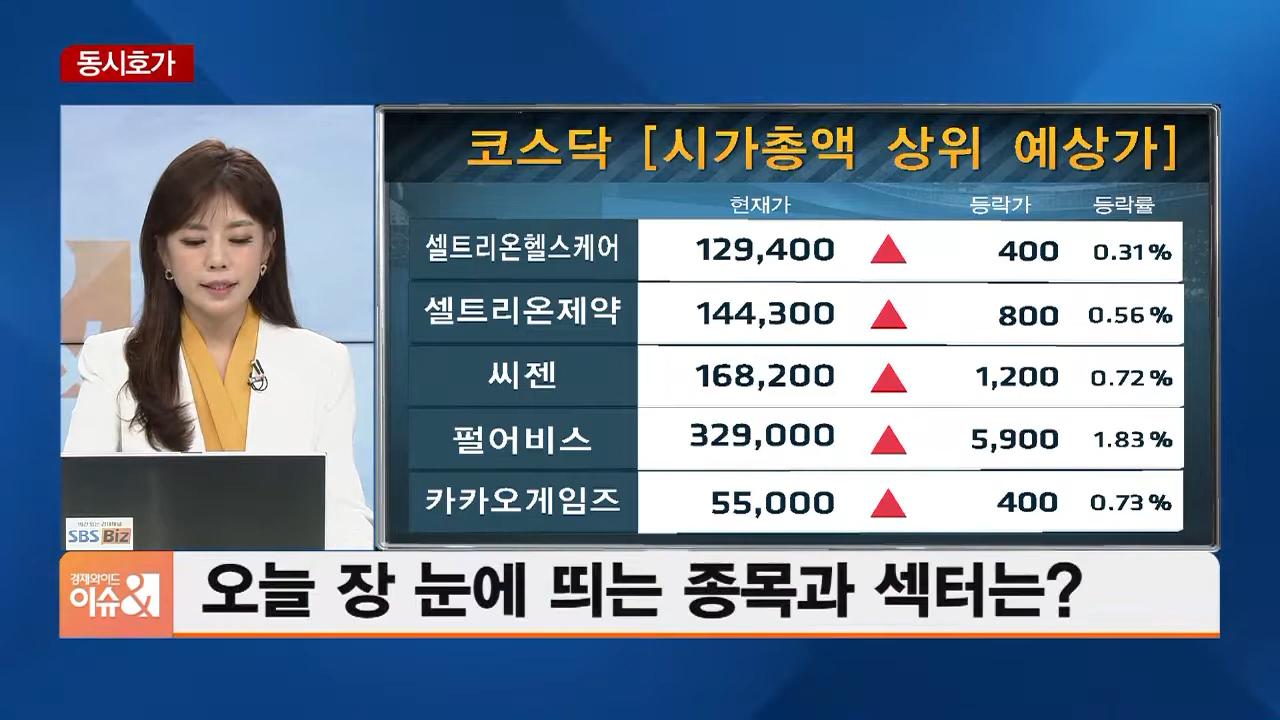 동시호가
코스닥 [시가총액 상위 예상가]
현재가 등락가 등락률
셀트리온헬스케어 129,400 ▲ 400 0.31%
셀트리온제약 144,300 ▲ 800 0.56%
씨젠 168,200 ▲ 1,200 0.72%
펄어비스 329,000 ▲ 5,900 1.83%
카카오게임즈 55,000 ▲ 400 0.73%
SBS Biz
경제와이드
이슈&
오늘 장 눈에 띄는 종목과 섹터는?